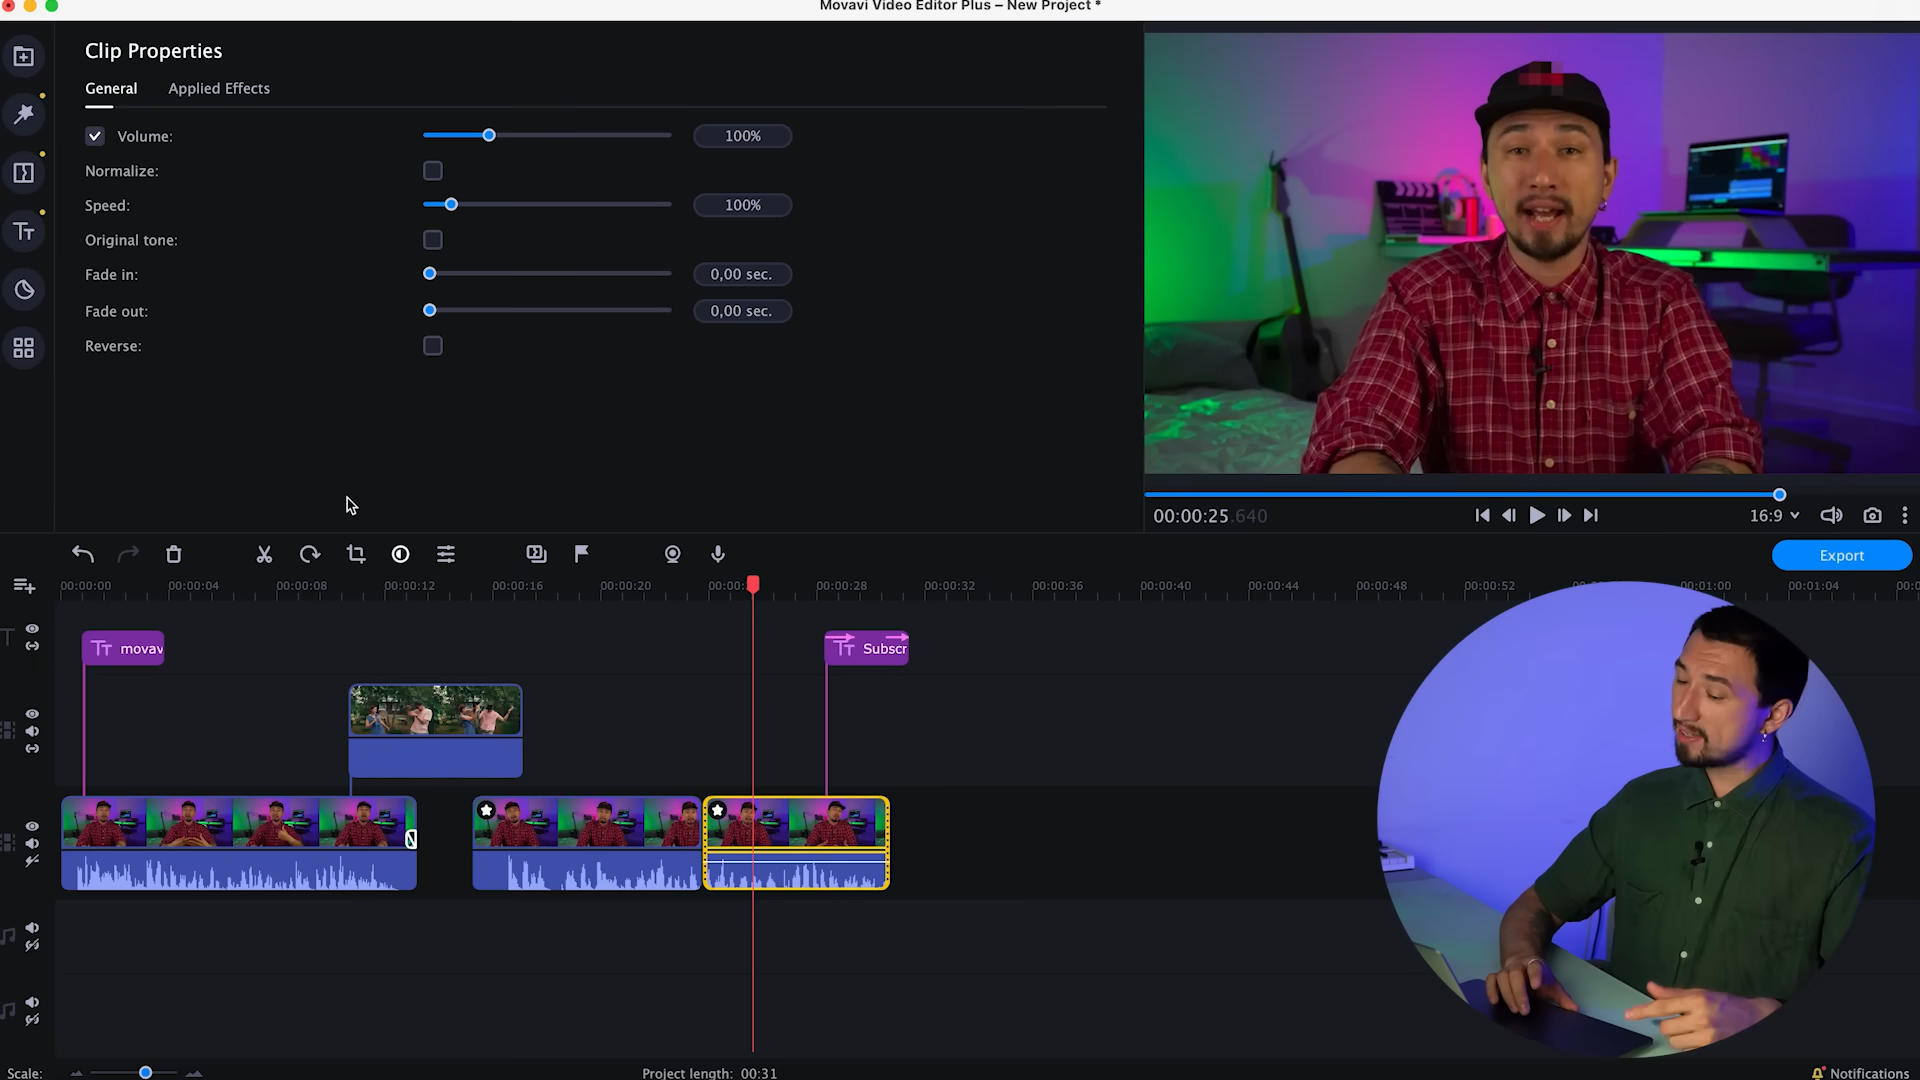 Movavi Video Editor Plus – New Project *
Clip Properties
General Applied Effects
Volume: 100%
Normalize:
Speed: 100%
Original tone:
Fade in: 0,00 sec.
Fade out: 0,00 sec.
Reverse:
00:00:25.640
16:9
Export
00:00:00 00:00:04 00:00:08 00:00:12 00:00:16 00:00:20 00:00:28 00:00:32 00:00:36 00:00:40 00:00:44 00:00:48 00:00:52 00:01:00 00:01:04
Tт movav
Tт Subscr
Scale:
Project length: 00:31
Notifications